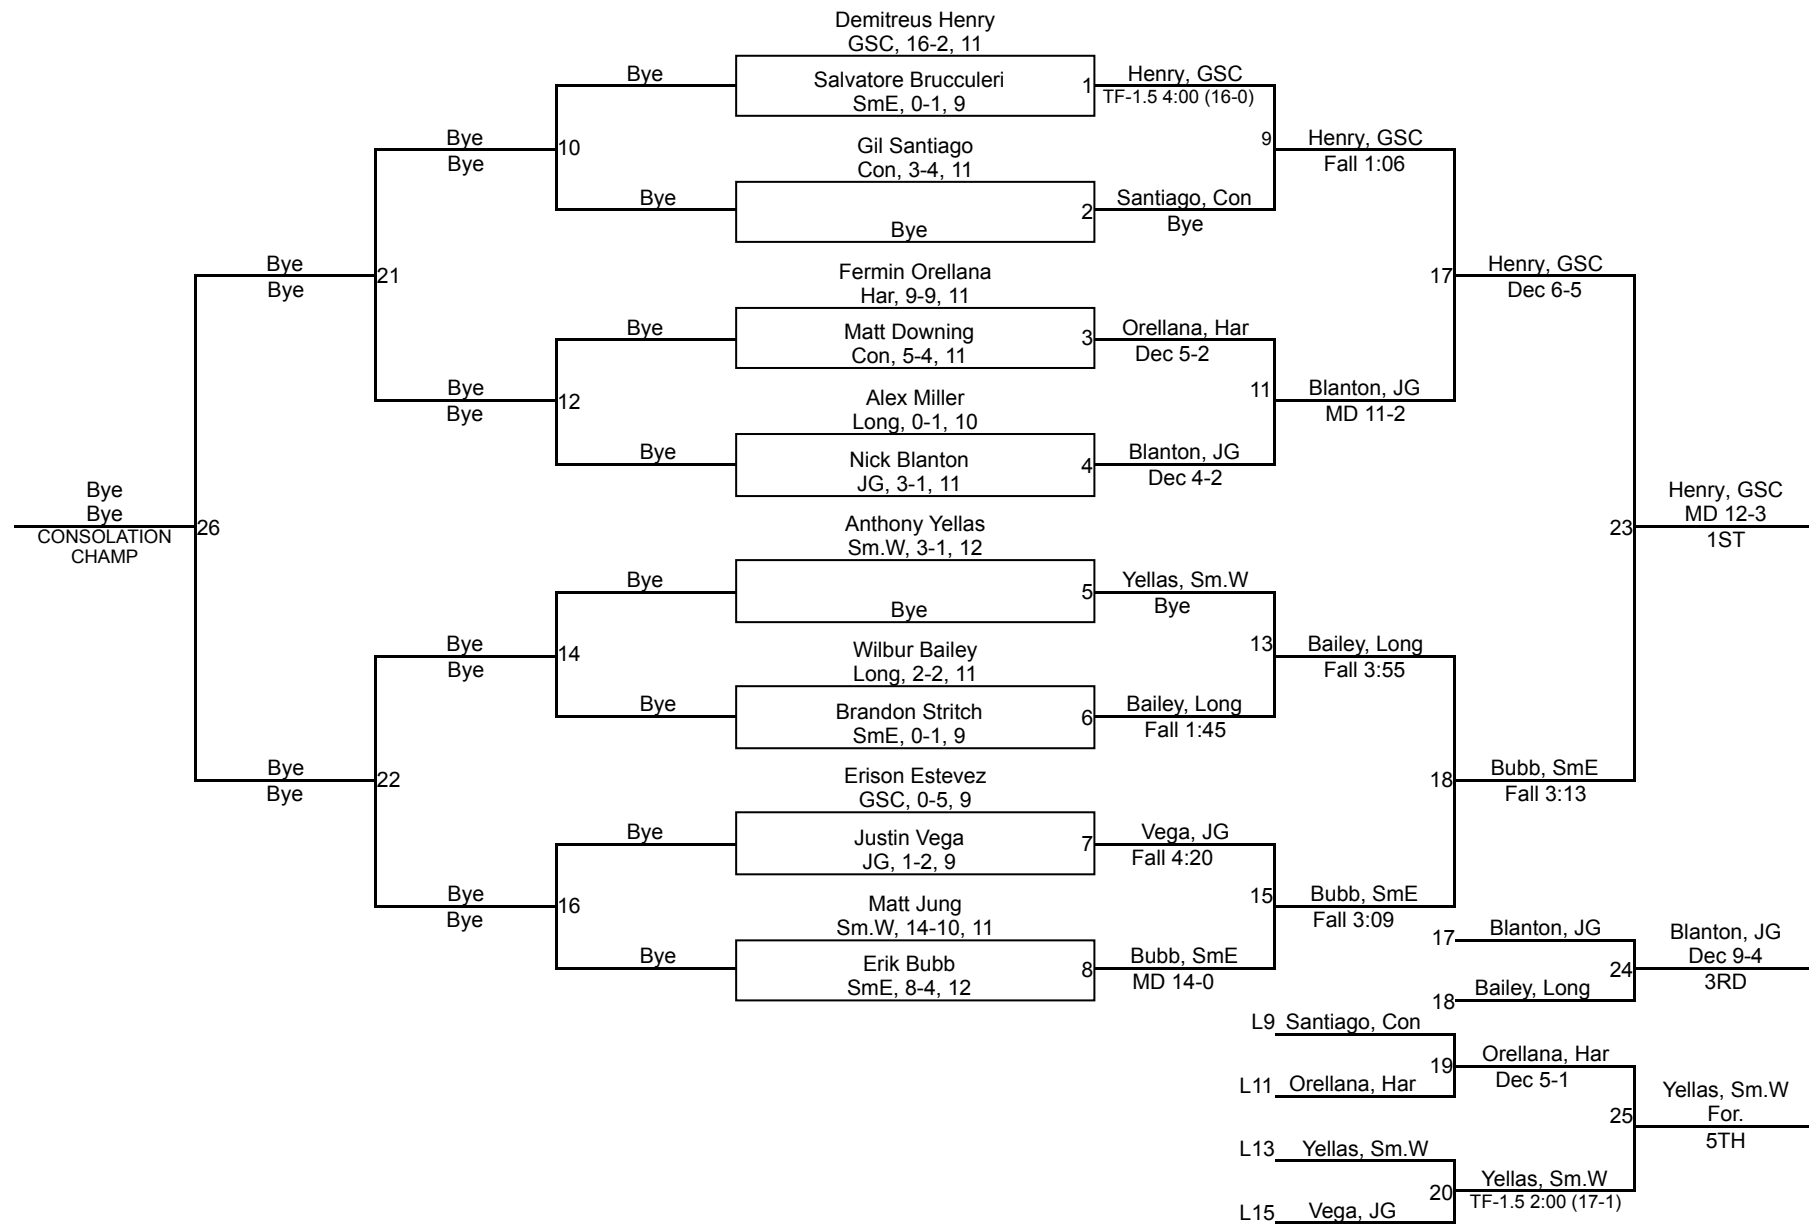 Demitreus Henry
GSC, 16-2, 11
Bye
Salvatore Brucculeri
SmE, 0-1, 9
1
Henry, GSC
TF-1.5 4:00 (16-0)
Bye
Bye
10
Gil Santiago
Con, 3-4, 11
9
Henry, GSC
Fall 1:06
Bye
Bye
2
Santiago, Con
Bye
Bye
Bye
21
Fermin Orellana
Har, 9-9, 11
17
Henry, GSC
Dec 6-5
Bye
Matt Downing
Con, 5-4, 11
3
Orellana, Har
Dec 5-2
Bye
Bye
12
Alex Miller
Long, 0-1, 10
11
Blanton, JG
MD 11-2
Bye
Nick Blanton
JG, 3-1, 11
4
Blanton, JG
Dec 4-2
Bye
Bye
CONSOLATION
CHAMP
26
Anthony Yellas
Sm.W, 3-1, 12
23
Henry, GSC
MD 12-3
1ST
Bye
Bye
5
Yellas, Sm.W
Bye
Bye
Bye
14
Wilbur Bailey
Long, 2-2, 11
13
Bailey, Long
Fall 3:55
Bye
Brandon Stritch
SmE, 0-1, 9
6
Bailey, Long
Fall 1:45
Bye
Bye
22
Erison Estevez
GSC, 0-5, 9
18
Bubb, SmE
Fall 3:13
Bye
Justin Vega
JG, 1-2, 9
7
Vega, JG
Fall 4:20
Bye
Bye
16
Matt Jung
Sm.W, 14-10, 11
15
Bubb, SmE
Fall 3:09
Bye
Erik Bubb
SmE, 8-4, 12
8
Bubb, SmE
MD 14-0
17
Blanton, JG
18
Bailey, Long
24
Blanton, JG
Dec 9-4
3RD
L9
Santiago, Con
L11
Orellana, Har
19
Orellana, Har
Dec 5-1
25
Yellas, Sm.W
For.
5TH
L13
Yellas, Sm.W
L15
Vega, JG
20
Yellas, Sm.W
TF-1.5 2:00 (17-1)